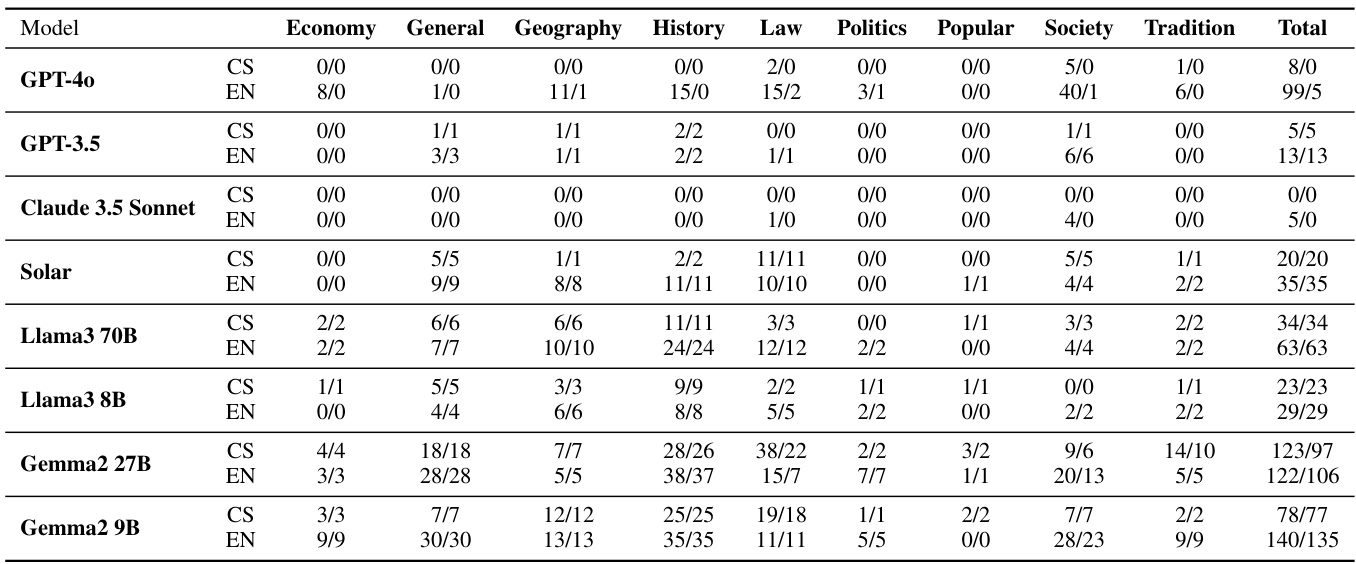 Model Economy General Geography History Law Politics Popular Society Tradition Total
GPT-4o
CS 0/0 0/0 0/0 0/0 2/0 0/0 0/0 5/0 1/0 8/0
EN 8/0 1/0 11/1 15/0 15/2 3/1 0/0 40/1 6/0 99/5
GPT-3.5
CS 0/0 1/1 1/1 2/2 0/0 0/0 0/0 1/1 0/0 5/5
EN 0/0 3/3 1/1 2/2 1/1 0/0 0/0 6/6 0/0 13/13
Claude 3.5 Sonnet
CS 0/0 0/0 0/0 0/0 0/0 0/0 0/0 0/0 0/0 0/0
EN 0/0 0/0 0/0 0/0 1/0 0/0 0/0 4/0 0/0 5/0
Solar
CS 0/0 5/5 1/1 2/2 11/11 0/0 0/0 5/5 1/1 20/20
EN 0/0 9/9 8/8 11/11 10/10 0/0 1/1 4/4 2/2 35/35
Llama3 70B
CS 2/2 6/6 6/6 11/11 3/3 0/0 1/1 3/3 2/2 34/34
EN 2/2 7/7 10/10 24/24 12/12 2/2 0/0 4/4 2/2 63/63
Llama3 8B
CS 1/1 5/5 3/3 9/9 2/2 1/1 1/1 0/0 1/1 23/23
EN 0/0 4/4 6/6 8/8 5/5 2/2 0/0 2/2 2/2 29/29
Gemma2 27B
CS 4/4 18/18 7/7 28/26 38/22 2/2 3/2 9/6 14/10 123/97
EN 3/3 28/28 5/5 38/37 15/7 7/7 1/1 20/13 5/5 122/106
Gemma2 9B
CS 3/3 7/7 12/12 25/25 19/18 1/1 2/2 7/7 2/2 78/77
EN 9/9 30/30 13/13 35/35 11/11 5/5 0/0 28/23 9/9 140/135